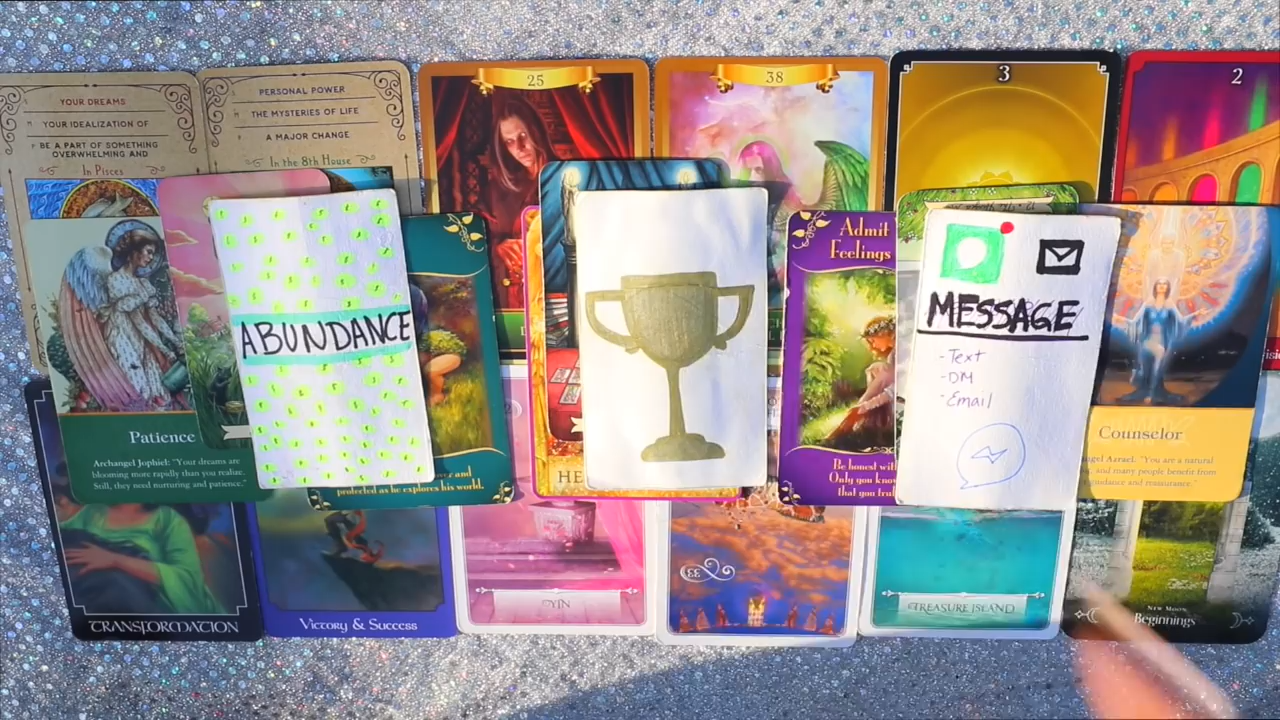 YOUR DREAMS
YOUR IDEALIZATION OF
BE A PART OF SOMETHING
OVERWHELMING AND
In Pisces
PERSONAL POWER
THE MYSTERIES OF LIFE
A MAJOR CHANGE
In the 8th House
25
38
3
2
ABUNDANCE
Patience
Archangel Jophiel: "Your dreams are
blooming more rapidly than you realize.
Still, they need nurturing and patience."
and
protected as he explores his world.
HE
Admit
Feelings
Be honest
Only you
that you
MESSAGE
- Text
- DM
- Email
Counselor
Azrael: "You are a natural
and many people benefit from
guidance and reassurance."
TRANSFORMATION
VICTORY & SUCCESS
YIN
33
TREASURE ISLAND
NEW MOON
Beginnings